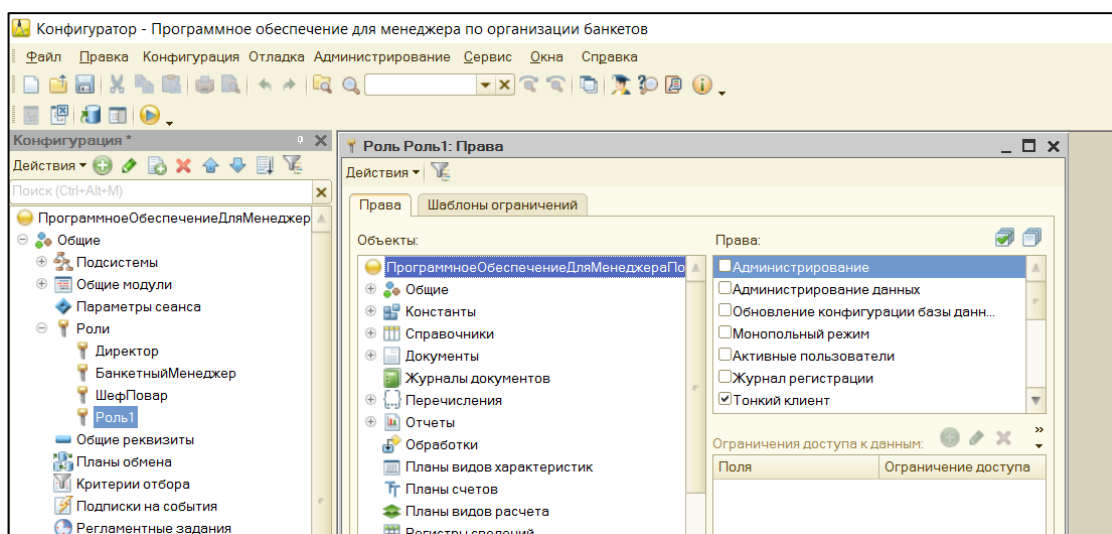 Конфигуратор - Программное обеспечение для менеджера по организации банкетов
Файл Правка Конфигурация Отладка Администрирование Сервис Окна Справка
Конфигурация *
Действия
Поиск (Ctrl+Alt+M)
ПрограммноеОбеспечениеДляМенеджер
Общие
Подсистемы
Общие модули
Параметры сеанса
Роли
Директор
БанкетныйМенеджер
ШефПовар
Роль1
Общие реквизиты
Планы обмена
Критерии отбора
Подписки на события
Регламентные задания
Роль Роль1: Права
Действия
Права Шаблоны ограничений
Объекты:
ПрограммноеОбеспечениеДляМенеджераПо
Общие
Константы
Справочники
Документы
Журналы документов
Перечисления
Отчеты
Обработки
Планы видов характеристик
Планы счетов
Планы видов расчета
Регистры сведений
Права:
Администрирование
Администрирование данных
Обновление конфигурации базы данн...
Монопольный режим
Активные пользователи
Журнал регистрации
Тонкий клиент
Ограничения доступа к данным:
Поля Ограничение доступа